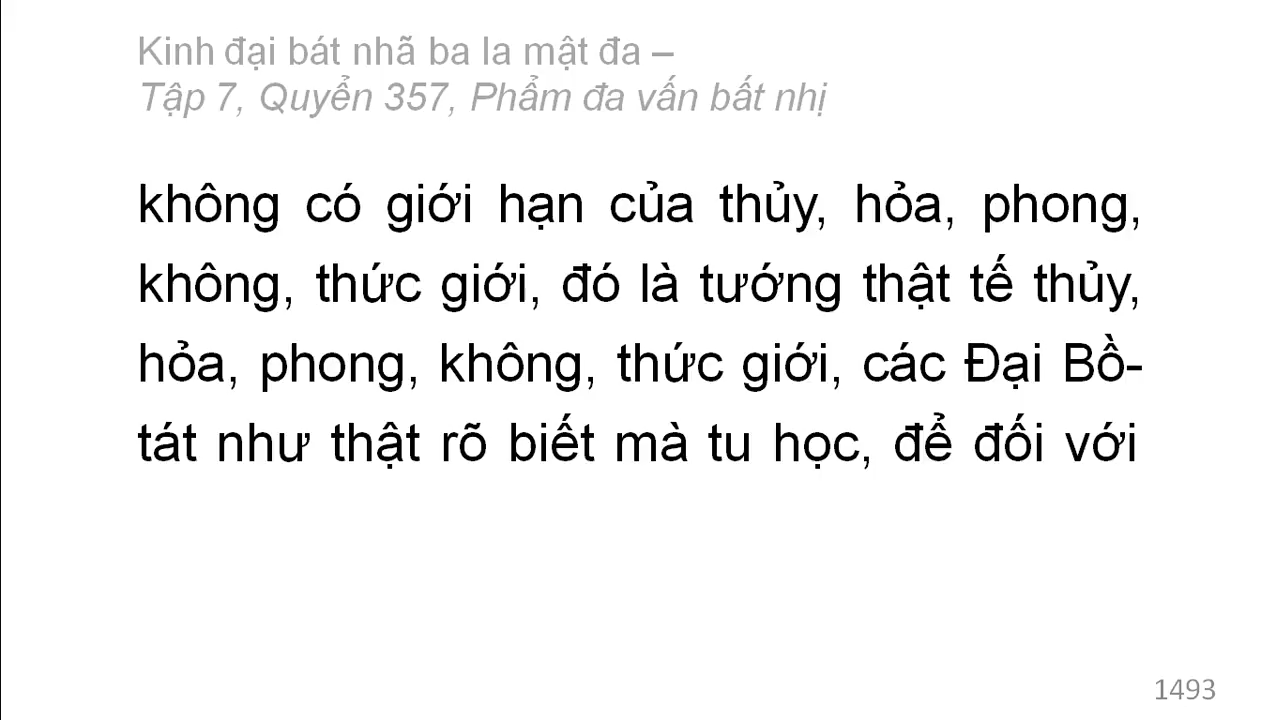 Kinh đại bát nhã ba la mật đa –
Tập 7, Quyển 357, Phẩm đa vấn bất nhị
không có giới hạn của thủy, hỏa, phong,
không, thức giới, đó là tướng thật tế thủy,
hỏa, phong, không, thức giới, các Đại Bồ-
tát như thật rõ biết mà tu học, để đối với
1493